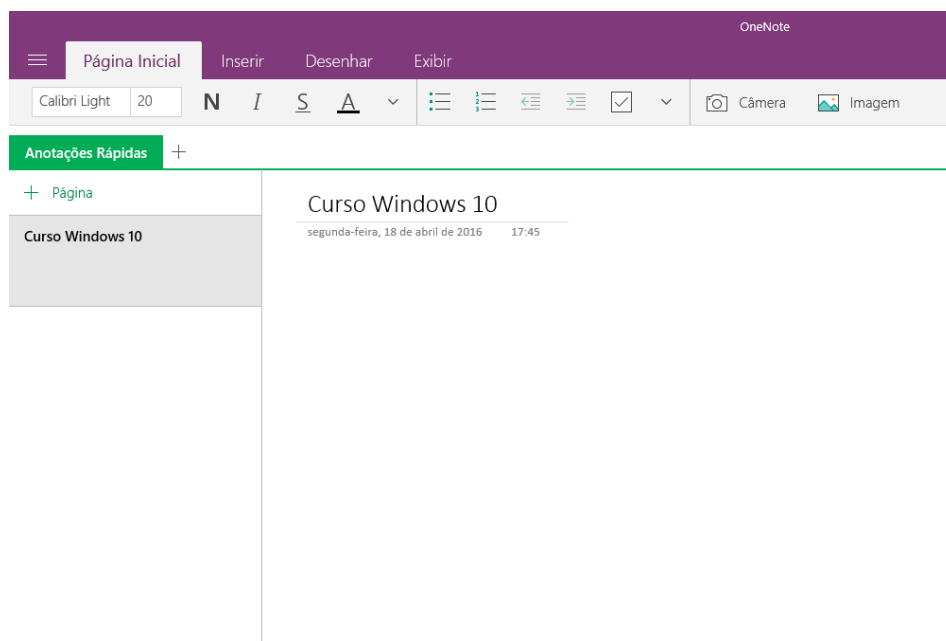 OneNote
Página Inicial Inserir Desenhar Exibir
Calibri Light 20 N I S A Câmera Imagem
Anotações Rápidas
Página
Curso Windows 10
Curso Windows 10
segunda-feira, 18 de abril de 2016 17:45